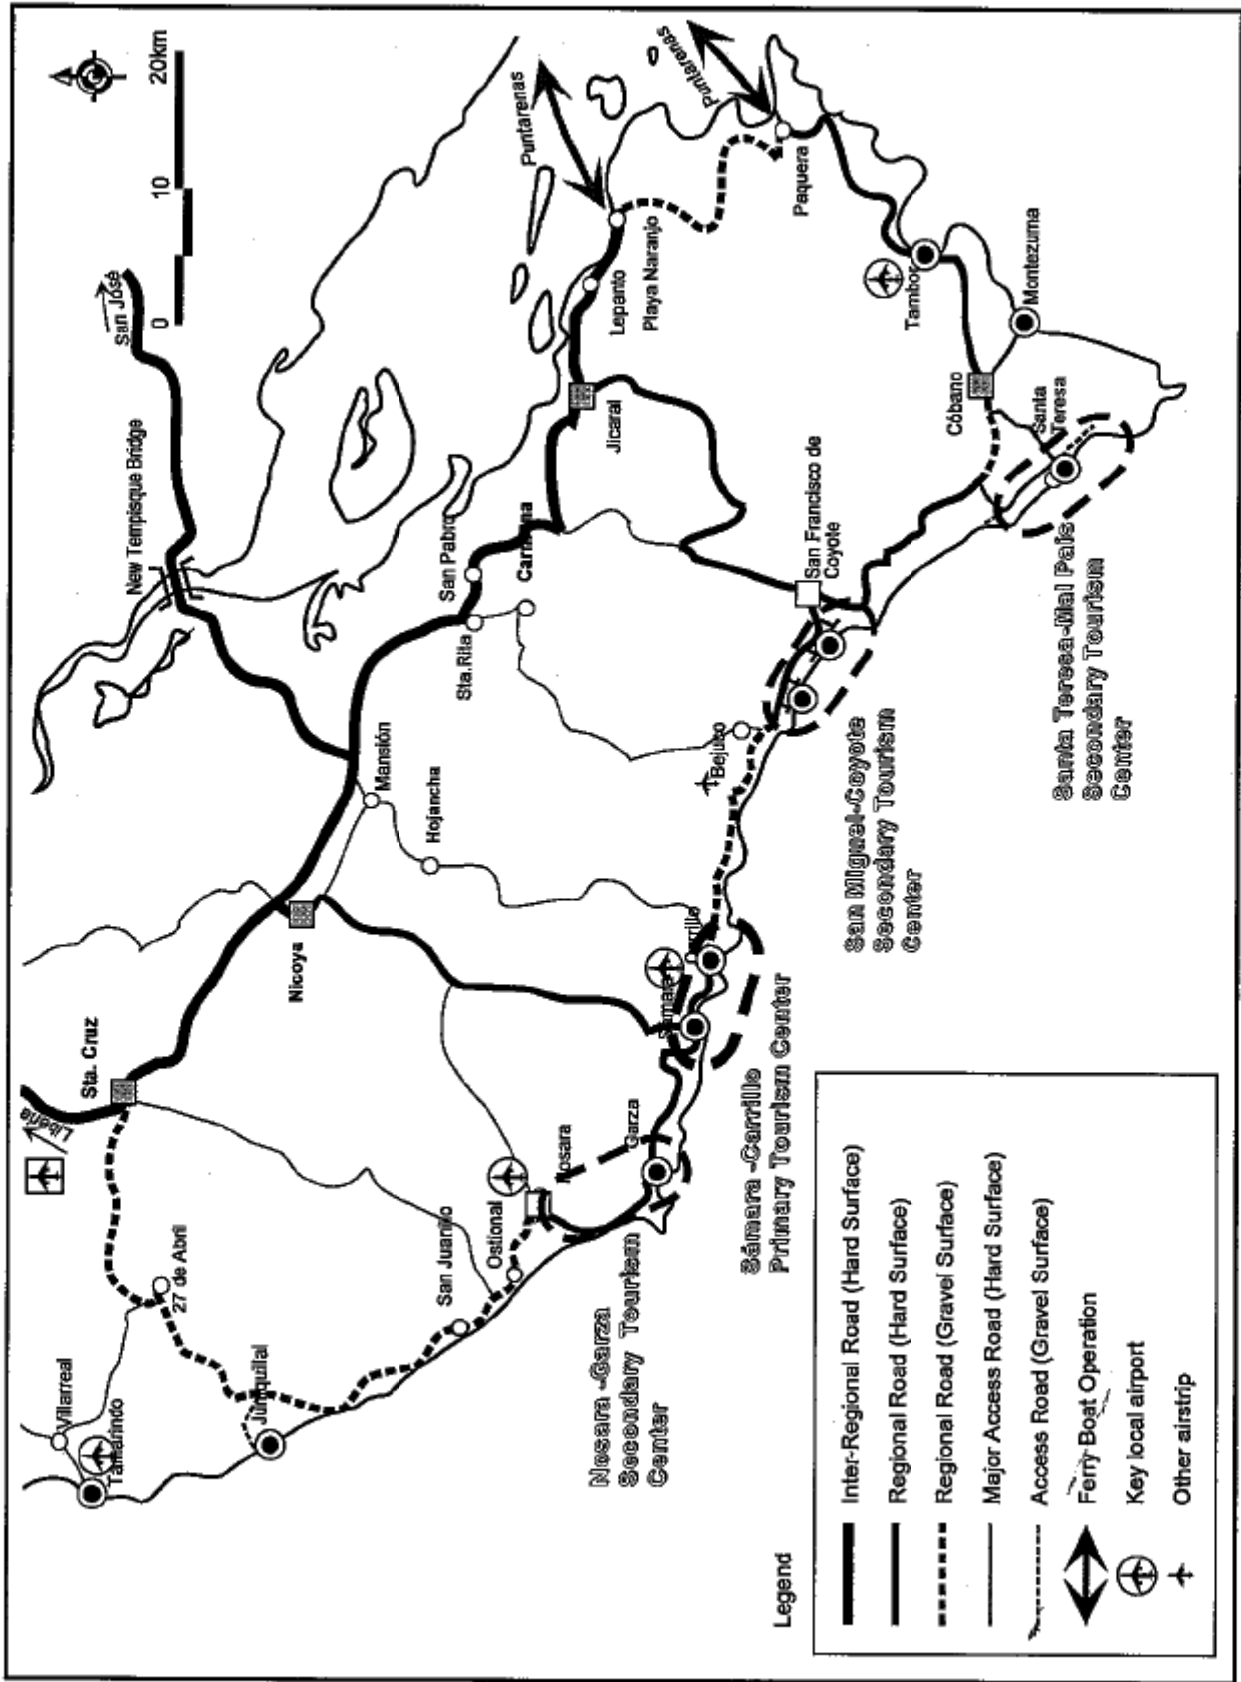 Liberia
Sta. Cruz
San José
0 10 20km
New Tempisque Bridge
Villarreal
Tamarindo
27 de Abril
Junquillal
San Juanillo
Ostional
Nosara
Garza
Nicoya
Mansión
Hojancha
Sta. Rita
San Pabro
Carmona
Jicaral
Lepanto
Playa Naranjo
Puntarenas
Puntarenas
Paquera
Tambor
Montezuma
Cóbano
Santa
Teresa
San Francisco de
Coyote
Bejuco
Nosara -Garza
Secondary Tourism
Center
Sámara -Carrillo
Primary Tourism Center
San Miguel-Coyote
Secondary Tourism
Center
Santa Teresa-Mal País
Secondary Tourism
Center
Legend
Inter-Regional Road (Hard Surface)
Regional Road (Hard Surface)
Regional Road (Gravel Surface)
Major Access Road (Hard Surface)
Access Road (Gravel Surface)
Ferry Boat Operation
Key local airport
Other airstrip